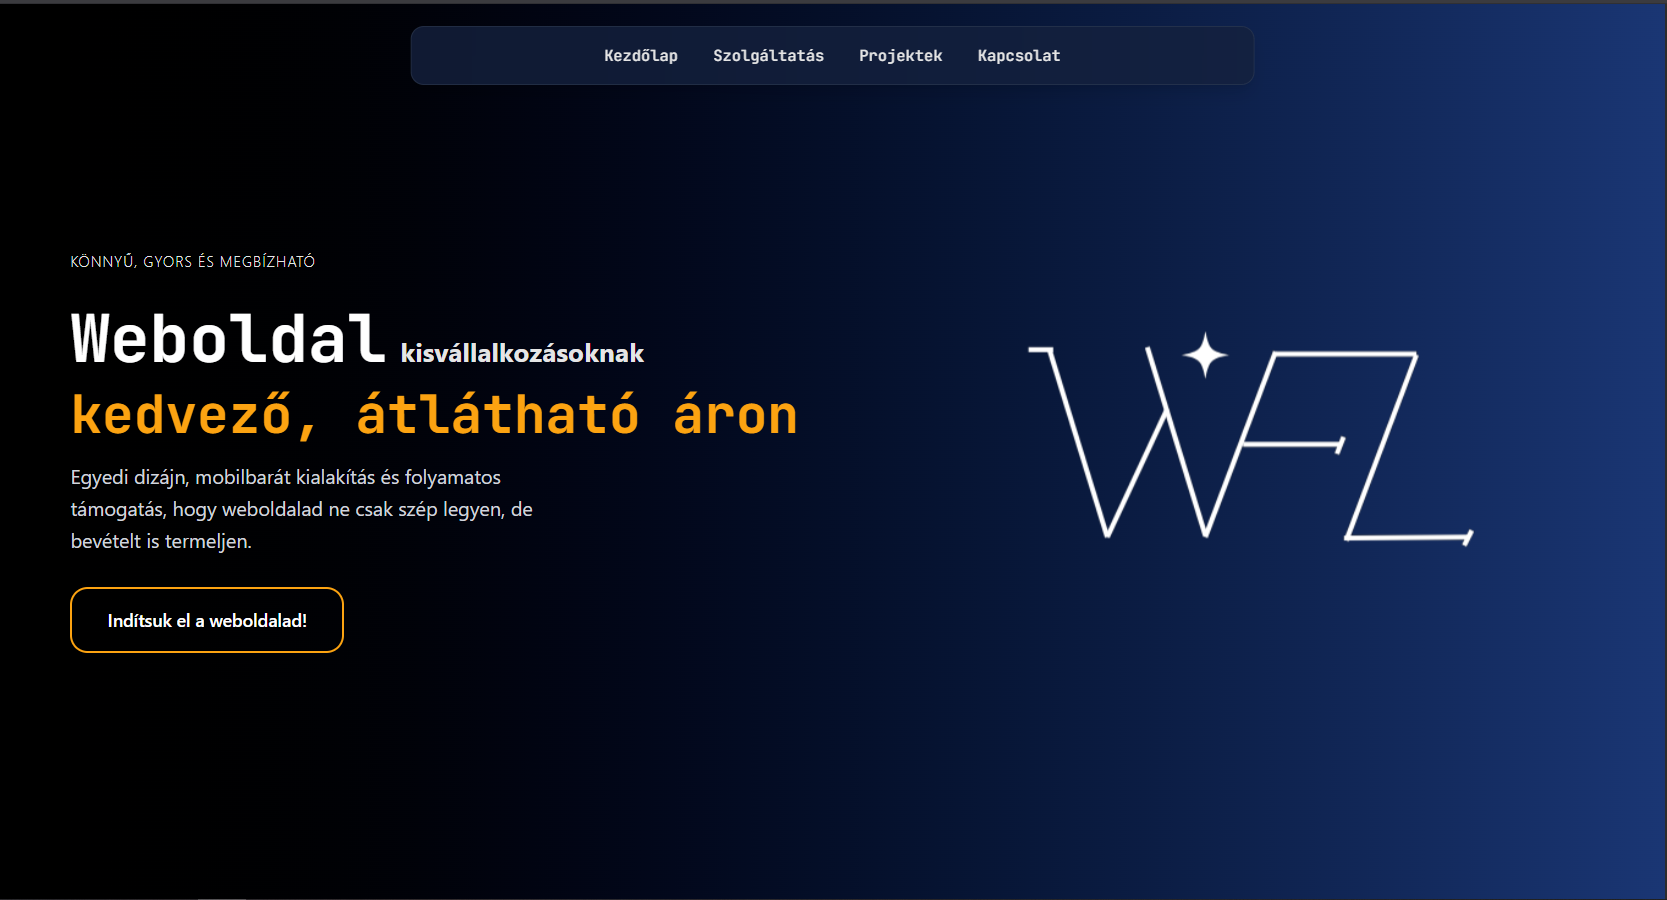 Kezdőlap Szolgáltatás Projektek Kapcsolat
KÖNNYŰ, GYORS ÉS MEGBÍZHATÓ
Weboldal kisvállalkozásoknak
kedvező, átlátható áron
Egyedi dizájn, mobilbarát kialakítás és folyamatos
támogatás, hogy weboldalad ne csak szép legyen, de
bevételt is termeljen.
Indítsuk el a weboldalad!
WFZ